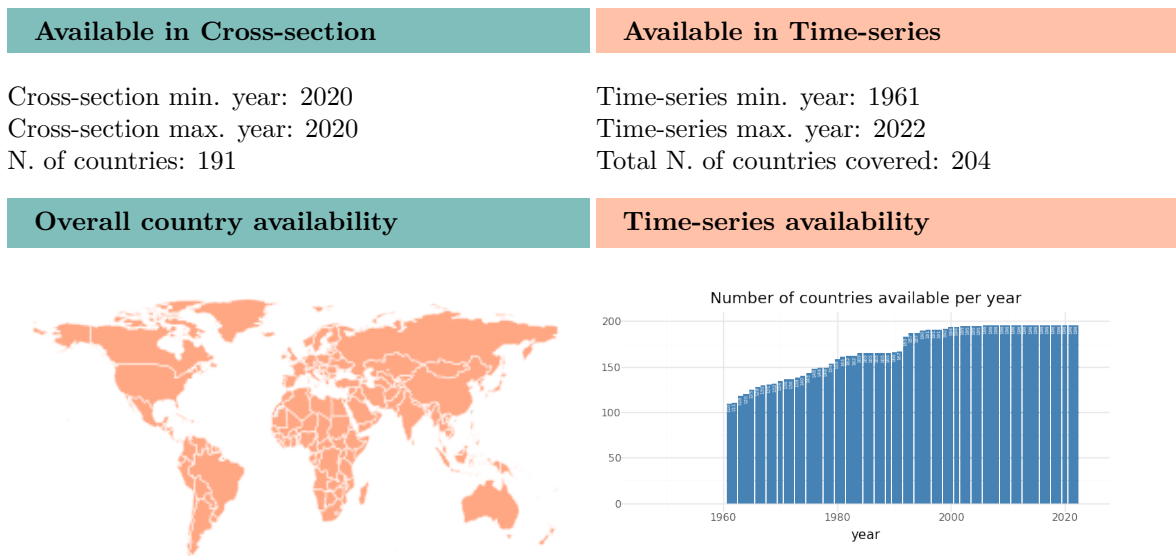 Available in Cross-section
Cross-section min. year: 2020
Cross-section max. year: 2020
N. of countries: 191
Available in Time-series
Time-series min. year: 1961
Time-series max. year: 2022
Total N. of countries covered: 204
Overall country availability
Time-series availability
Number of countries available per year
200
150
100
50
0
1960 1980 2000 2020
year